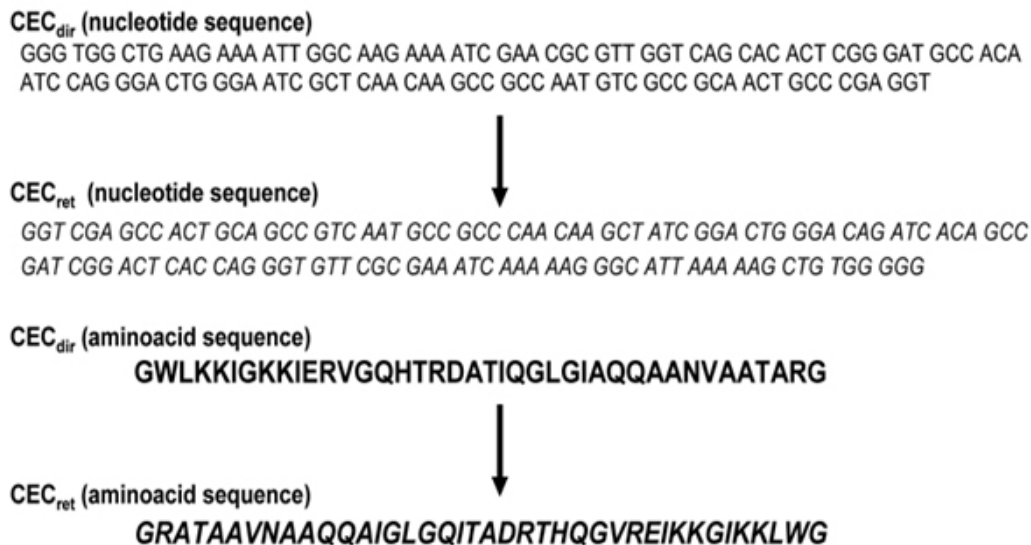 CECdir (nucleotide sequence)
GGG TGG CTG AAG AAA ATT GGC AAG AAA ATC GAA CGC GTT GGT CAG CAC ACT CGG GAT GCC ACA
ATC CAG GGA CTG GGA ATC GCT CAA CAA GCC GCC AAT GTC GCC GCA ACT GCC CGA GGT
CECret (nucleotide sequence)
GGT CGA GCC ACT GCA GCC GTC AAT GCC GCC CAA CAA GCT ATC GGA CTG GGA CAG ATC ACA GCC
GAT CGG ACT CAC CAG GGT GTT CGC GAA ATC AAA AAG GGC ATT AAA AAG CTG TGG GGG
CECdir (aminoacid sequence)
GWLKKIGKKIERVGQHTRDATIQGLGIAQQAANVAATARG
CECret (aminoacid sequence)
GRATAAVNAAQQAIGLGQITADRTHQGVREIKKGIKKLWG